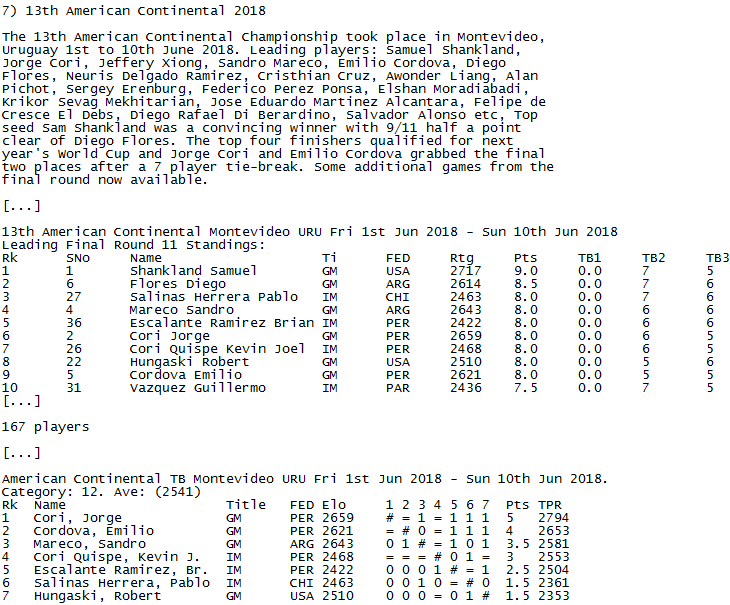 7) 13th American Continental 2018
The 13th American Continental Championship took place in Montevideo,
Uruguay 1st to 10th June 2018. Leading players: Samuel Shankland,
Jorge Cori, Jeffery Xiong, Sandro Mareco, Emilio Cordova, Diego
Flores, Neuris Delgado Ramirez, Cristhian Cruz, Awonder Liang, Alan
Pichot, Sergey Erenburg, Federico Perez Ponsa, Elshan Moradiabadi,
Krikor Sevag Mekhitarian, Jose Eduardo Martinez Alcantara, Felipe de
Cresce El Debs, Diego Rafael Di Berardino, Salvador Alonso etc, Top
seed Sam Shankland was a convincing winner with 9/11 half a point
clear of Diego Flores. The top four finishers qualified for next
year's World Cup and Jorge Cori and Emilio Cordova grabbed the final
two places after a 7 player tie-break. Some additional games from the
final round now available.
[...]
13th American Continental Montevideo URU Fri 1st Jun 2018 - Sun 10th Jun 2018
Leading Final Round 11 Standings:
Rk SNo Name Ti FED Rtg Pts TB1 TB2 TB3
1 1 Shankland Samuel GM USA 2717 9.0 0.0 7 5
2 6 Flores Diego GM ARG 2614 8.5 0.0 7 6
3 27 Salinas Herrera Pablo IM CHI 2463 8.0 0.0 7 6
4 4 Mareco Sandro GM ARG 2643 8.0 0.0 6 6
5 36 Escalante Ramirez Brian IM PER 2422 8.0 0.0 6 6
6 2 Cori Jorge GM PER 2659 8.0 0.0 6 5
7 26 Cori Quispe Kevin Joel IM PER 2468 8.0 0.0 6 5
8 22 Hungaski Robert GM USA 2510 8.0 0.0 5 6
9 5 Cordova Emilio GM PER 2621 8.0 0.0 5 5
10 31 Vazquez Guillermo IM PAR 2436 7.5 0.0 7 5
[...]
167 players
[...]
American Continental TB Montevideo URU Fri 1st Jun 2018 - Sun 10th Jun 2018.
Category: 12. Ave: (2541)
Rk Name Title FED Elo 1 2 3 4 5 6 7 Pts TPR
1 Cori, Jorge GM PER 2659 # = 1 = 1 1 1 5 2794
2 Cordova, Emilio GM PER 2621 = # 0 = 1 1 1 4 2653
3 Mareco, Sandro GM ARG 2643 0 1 # = 1 0 1 3.5 2581
4 Cori Quispe, Kevin J. IM PER 2468 = = = # 0 1 = 3 2553
5 Escalante Ramirez, Br. IM PER 2422 0 0 0 1 # = 1 2.5 2504
6 Salinas Herrera, Pablo IM CHI 2463 0 0 1 0 = # 0 1.5 2361
7 Hungaski, Robert GM USA 2510 0 0 0 = 0 1 # 1.5 2353